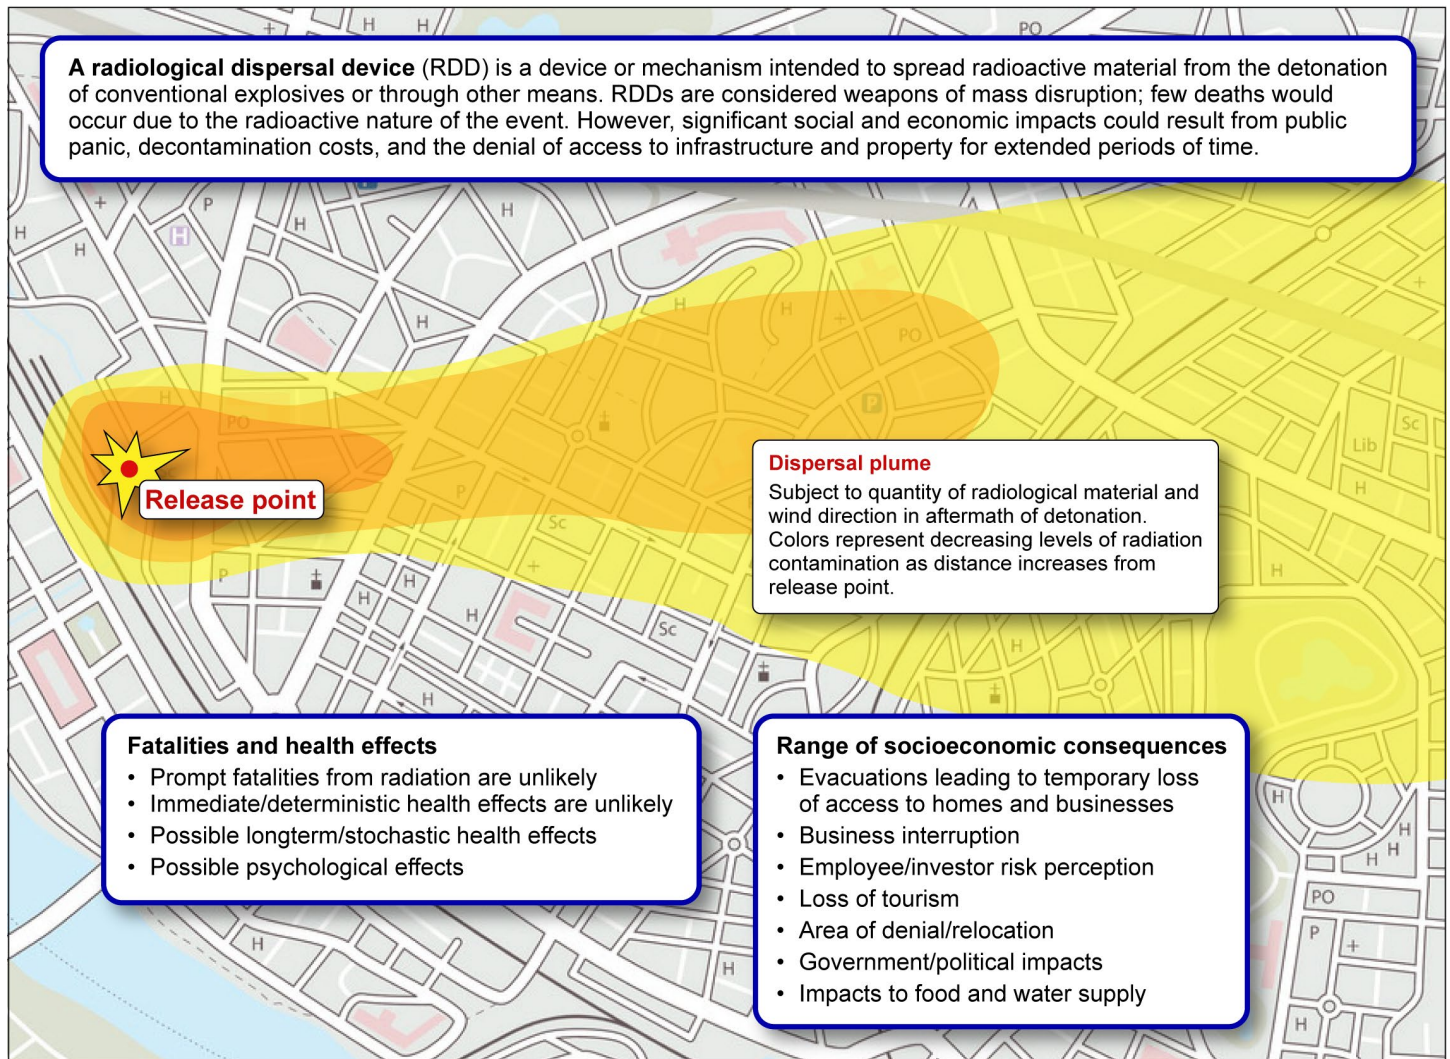 H
H
PO
A radiological dispersal device (RDD) is a device or mechanism intended to spread radioactive material from the detonation
of conventional explosives or through other means. RDDs are considered weapons of mass disruption; few deaths would
occur due to the radioactive nature of the event. However, significant social and economic impacts could result from public
panic, decontamination costs, and the denial of access to infrastructure and property for extended periods of time.
P
H
H
H
H
H
H
H
H
PO
H
PO
P
Sc
Lib
H
Release point
P
Sc
Dispersal plume
Subject to quantity of radiological material and
wind direction in aftermath of detonation.
Colors represent decreasing levels of radiation
contamination as distance increases from
release point.
P
H
H
H
H
H
Sc
H
H
Fatalities and health effects
• Prompt fatalities from radiation are unlikely
• Immediate/deterministic health effects are unlikely
• Possible longterm/stochastic health effects
• Possible psychological effects
Range of socioeconomic consequences
• Evacuations leading to temporary loss
of access to homes and businesses
• Business interruption
• Employee/investor risk perception
• Loss of tourism
• Area of denial/relocation
• Government/political impacts
• Impacts to food and water supply
H
H
H
H
PO
P
H
H
H